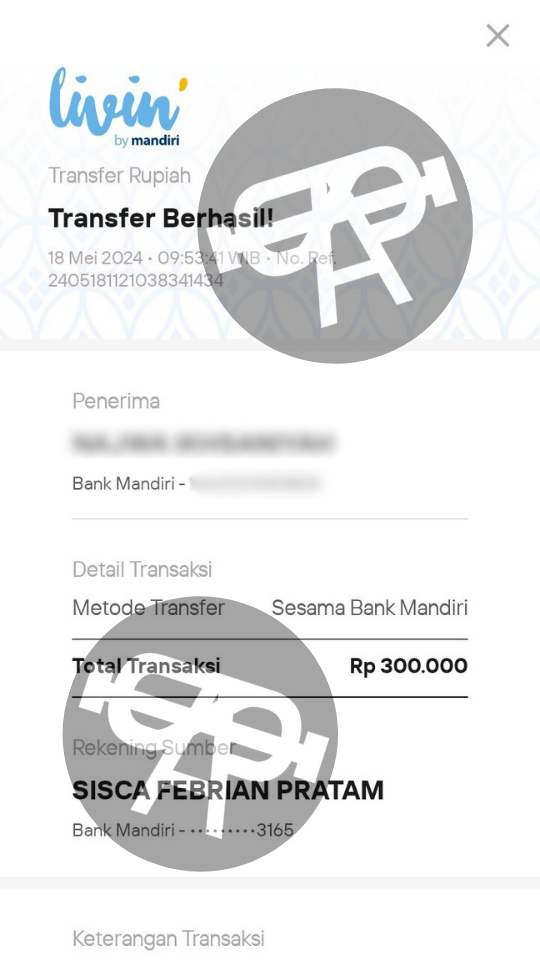 livin'
by mandiri
Transfer Rupiah
Transfer Berhasil!
18 Mei 2024 • 09:53:41 WIB • No. Ref.
2405181121038341434
Penerima
Bank Mandiri -
Detail Transaksi
Metode Transfer Sesama Bank Mandiri
Total Transaksi Rp 300.000
Rekening Sumber
SISCA FEBRIAN PRATAM
Bank Mandiri - •••••••••3165
Keterangan Transaksi